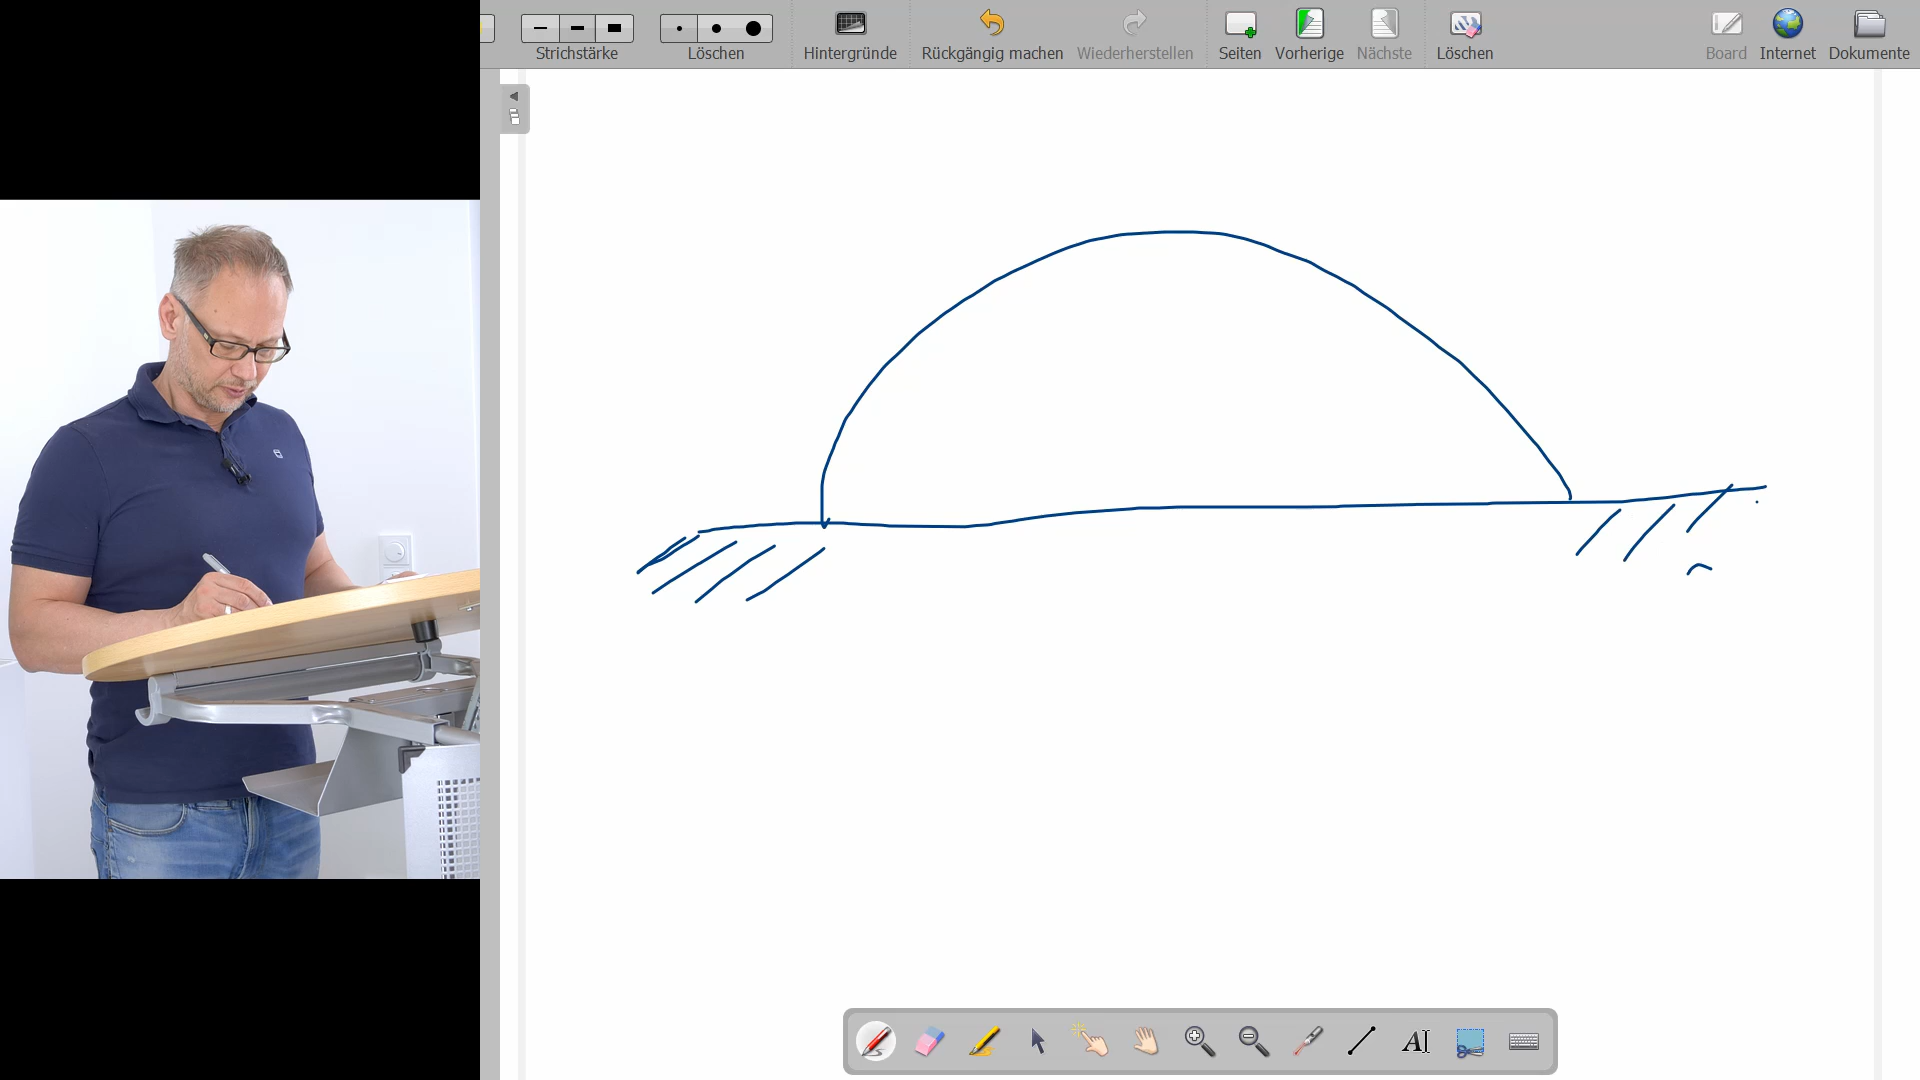 Strichstärke
Löschen
Hintergründe
Rückgängig machen
Wiederherstellen
Seiten
Vorherige
Nächste
Löschen
Board
Internet
Dokumente
AI